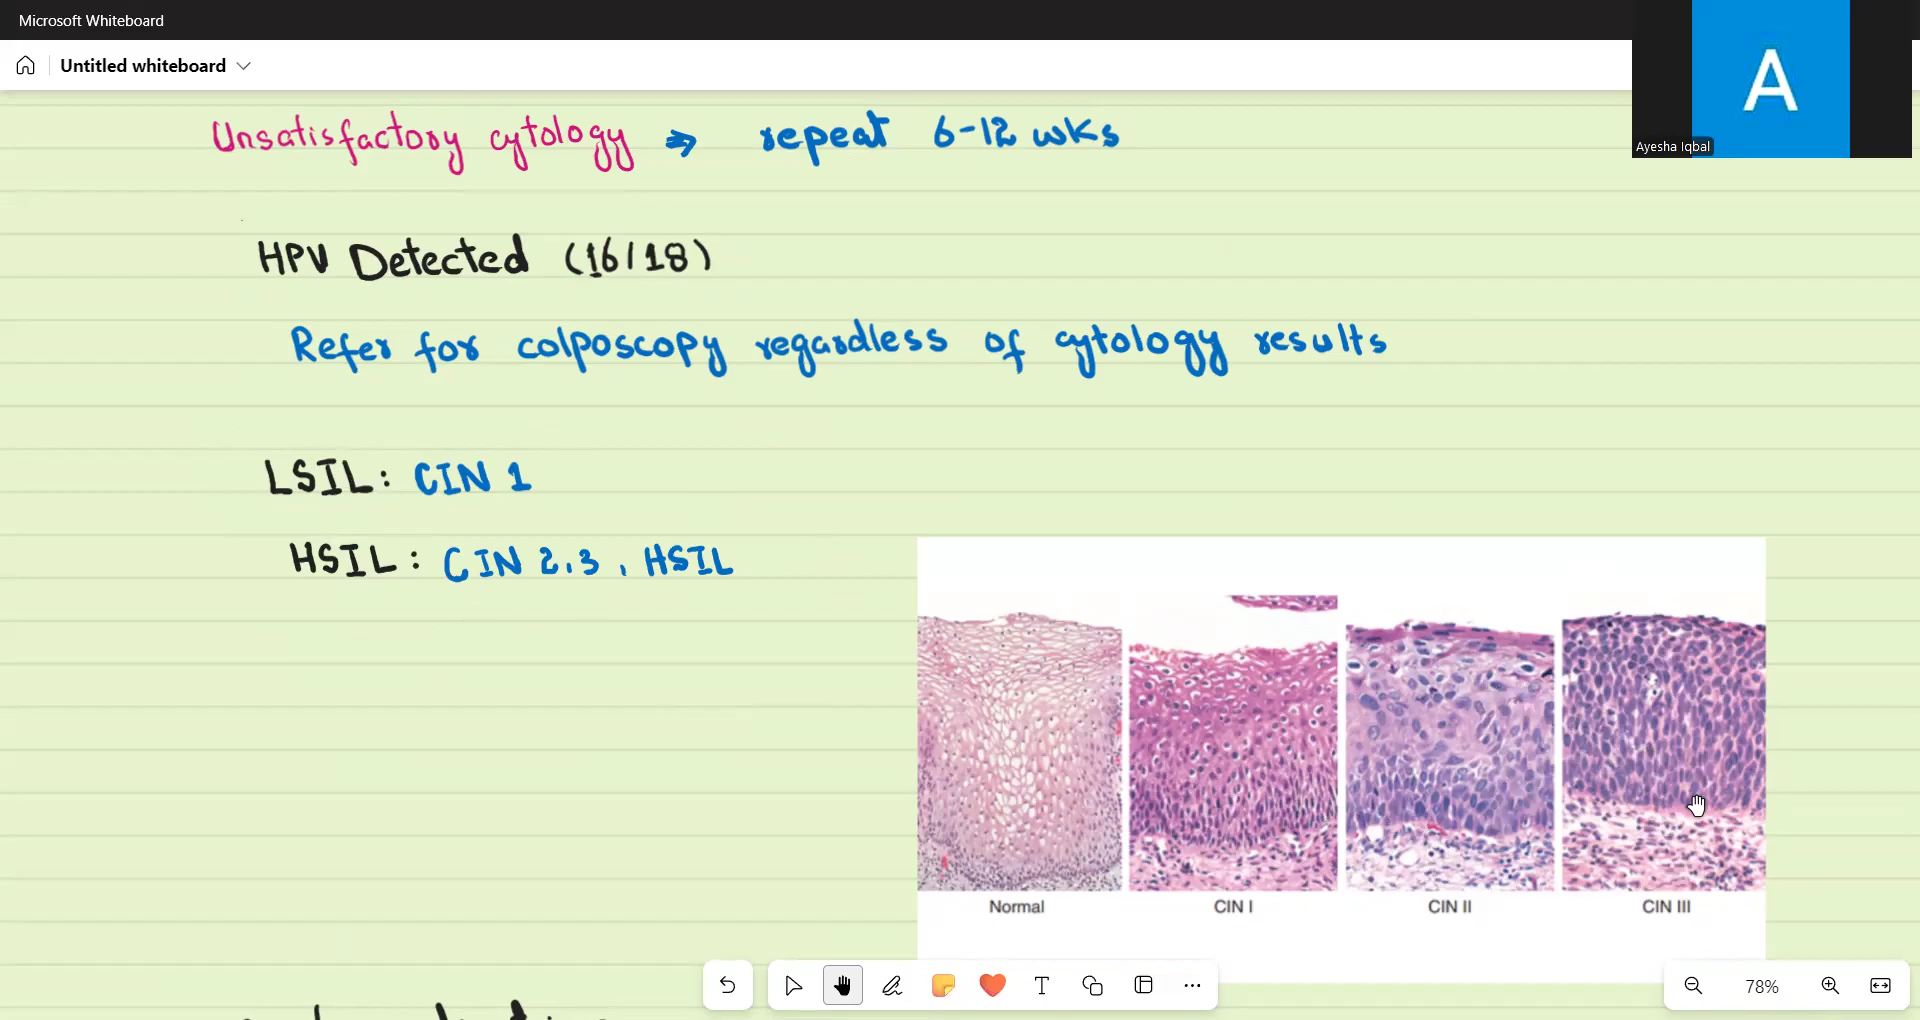 Microsoft Whiteboard
Untitled whiteboard
A
Ayesha Iqbal
Unsatisfactory cytology ⇒ repeat 6-12 wks
HPV Detected (16/18)
Refer for colposcopy regardless of cytology results
LSIL: CIN 1
HSIL: CIN 2,3, HSIL
Normal CIN I CIN II CIN III
T
78%